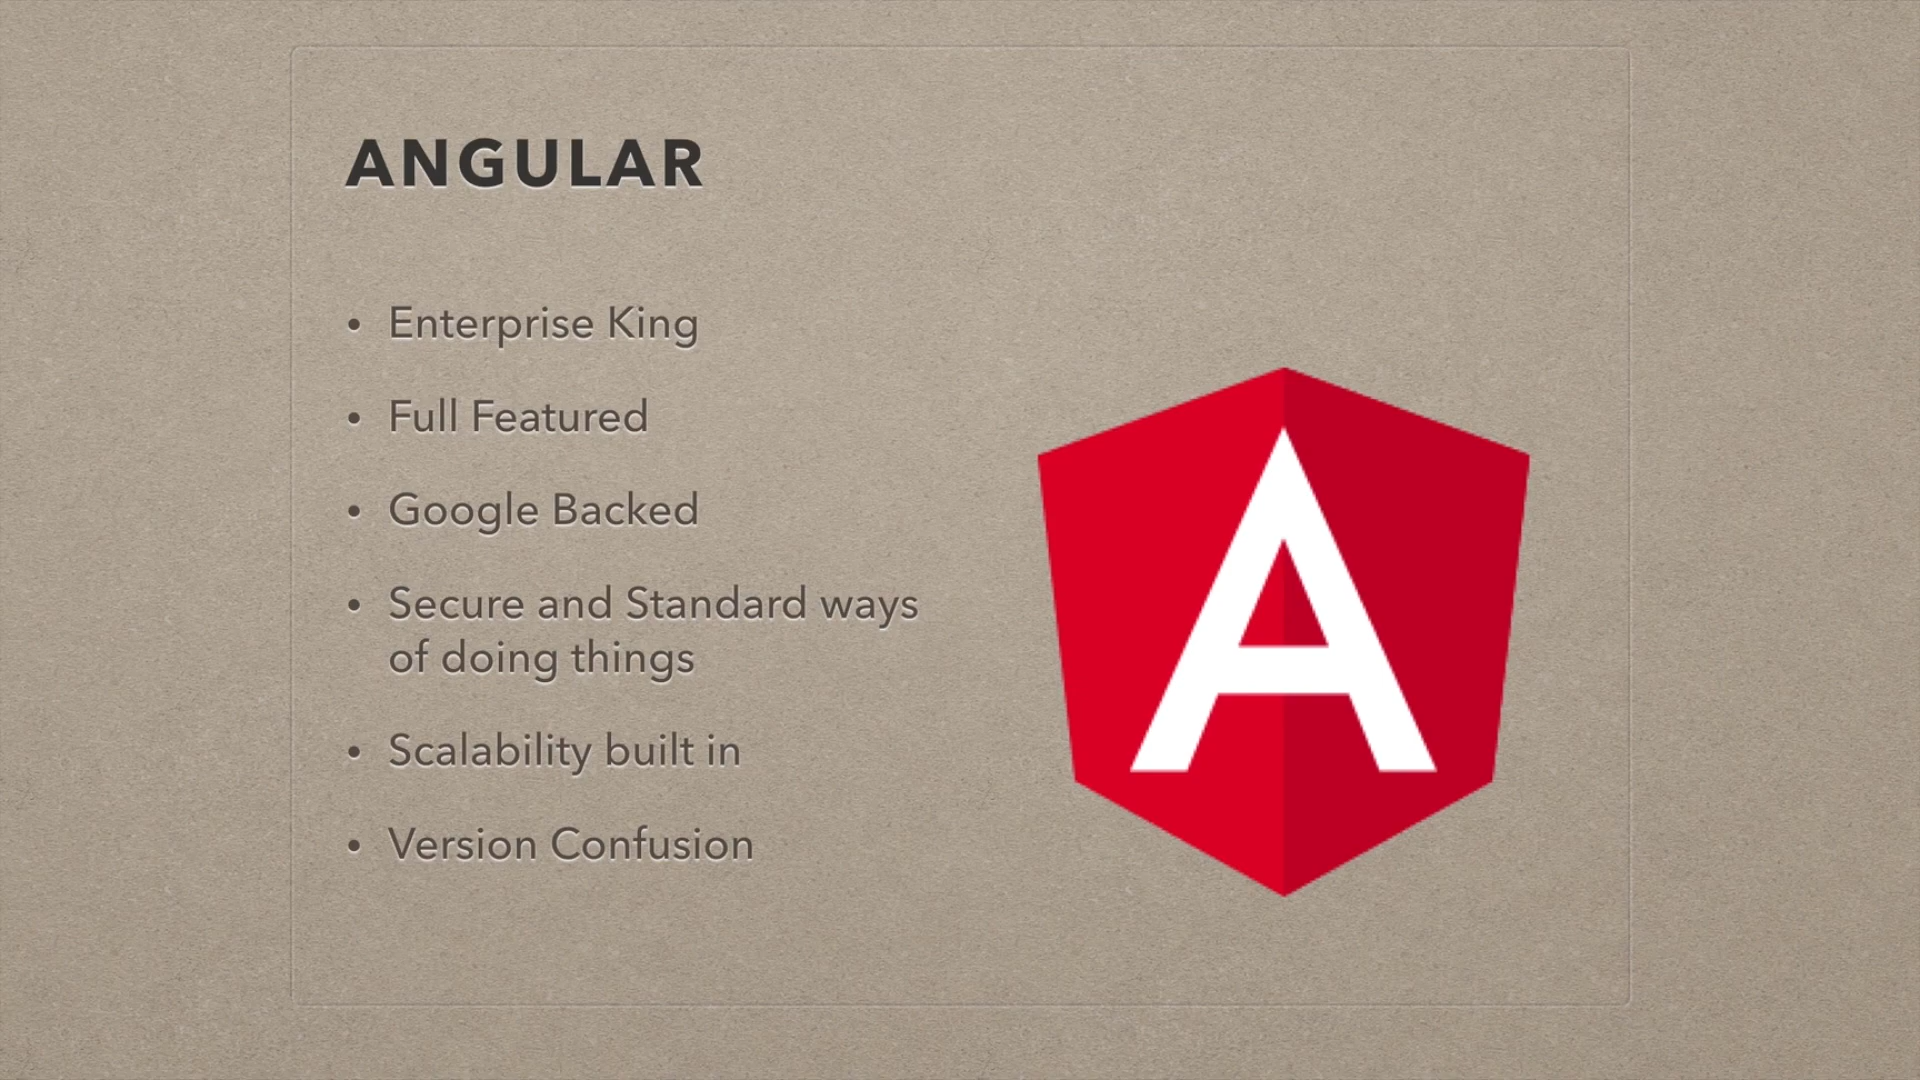 ANGULAR
• Enterprise King
• Full Featured
• Google Backed
• Secure and Standard ways
of doing things
• Scalability built in
• Version Confusion
A